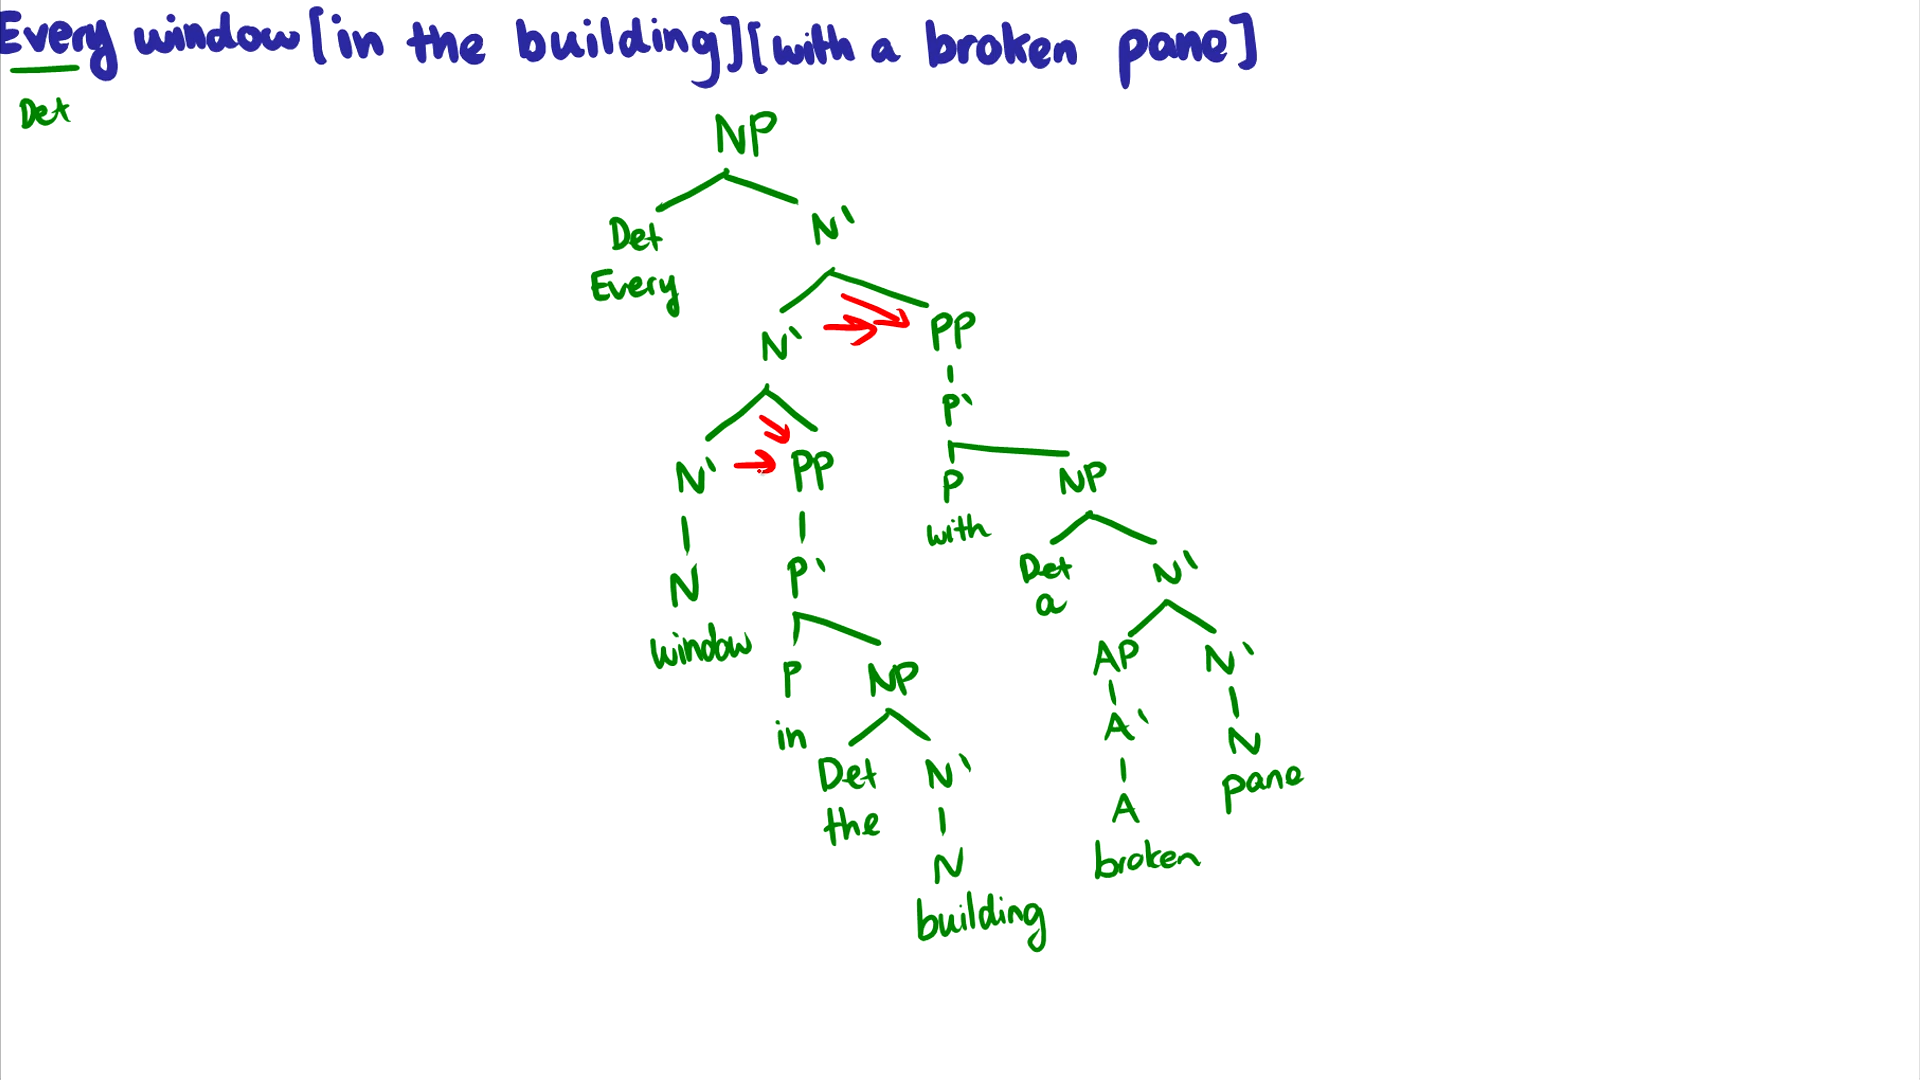 Every window [in the building] [with a broken pane]
Det
NP
Det N'
Every
N' PP
P'
N' PP P NP
with
N P' Det N'
a
window P NP AP N'
in A' N
Det N' pane
the A
N broken
building